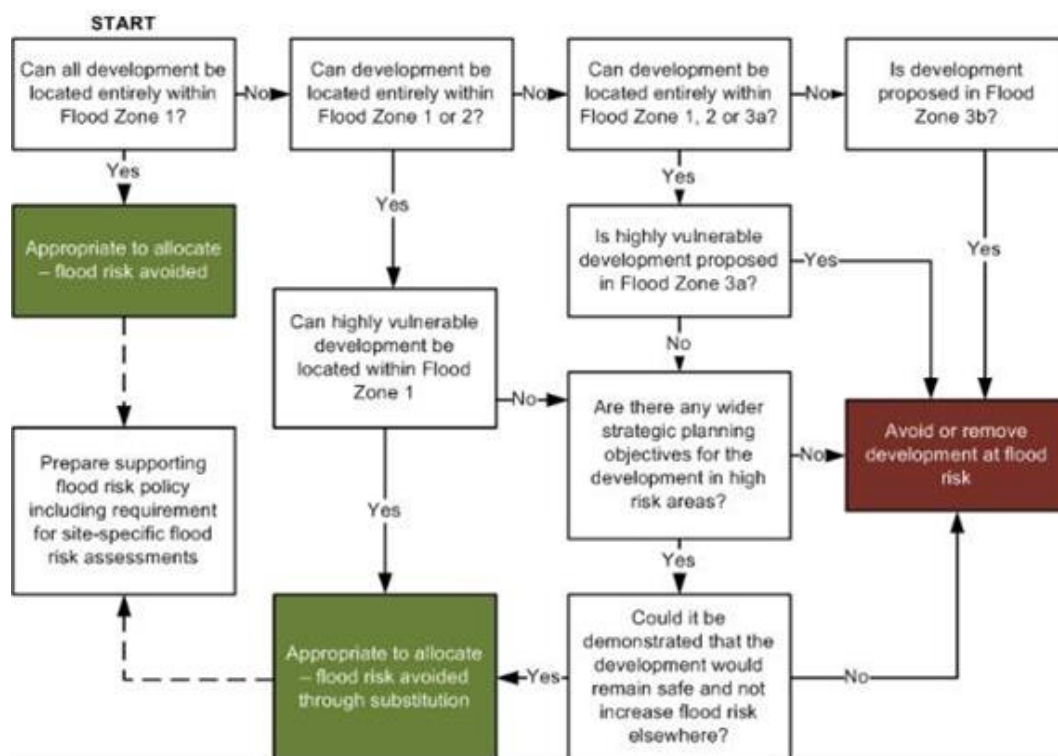 START
Can all development be
located entirely within
Flood Zone 1?
No
Can development be
located entirely within
Flood Zone 1 or 2?
No
Can development be
located entirely within
Flood Zone 1, 2 or 3a?
No
Is development
proposed in Flood
Zone 3b?
Yes
Yes
Yes
Yes
Appropriate to allocate
– flood risk avoided
Is highly vulnerable
development proposed
in Flood Zone 3a?
Yes
No
Can highly vulnerable
development be
located within Flood
Zone 1
No
Yes
Are there any wider
strategic planning
objectives for the
development in high
risk areas?
No
Yes
Avoid or remove
development at flood
risk
Prepare supporting
flood risk policy
including requirement
for site-specific flood
risk assessments
Appropriate to allocate
– flood risk avoided
through substitution
Yes
Could it be
demonstrated that the
development would
remain safe and not
increase flood risk
elsewhere?
No